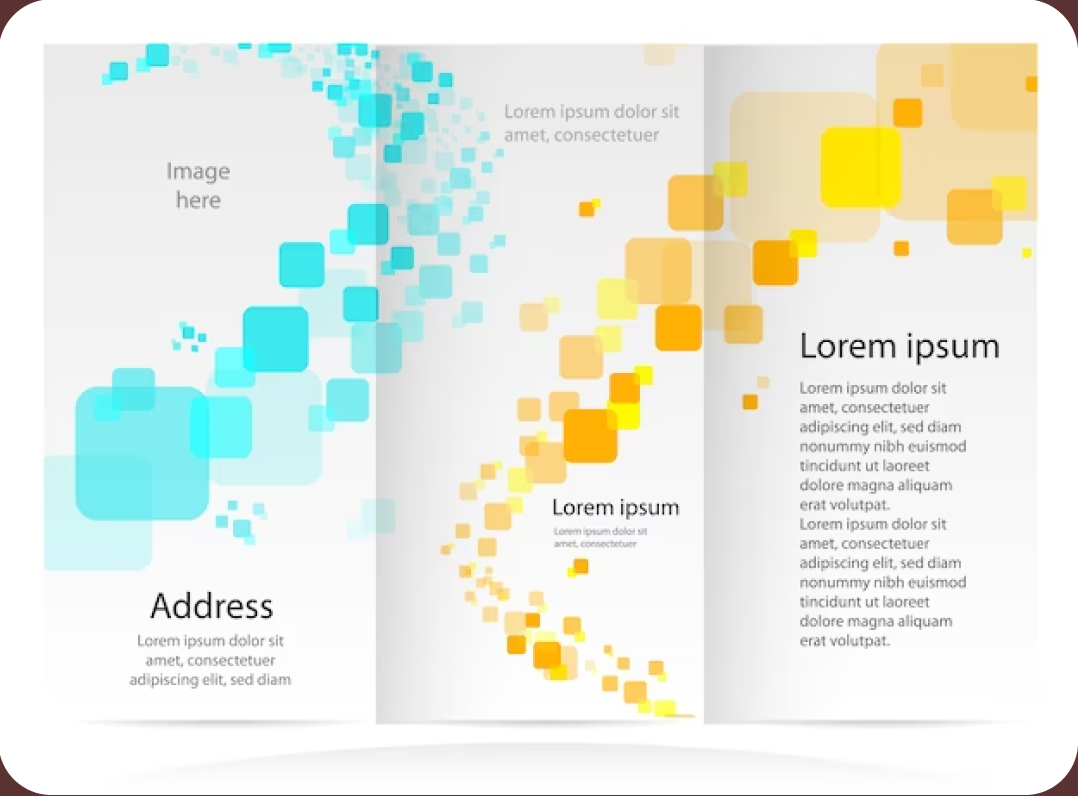 Image
here
Address
Lorem ipsum dolor sit
amet, consectetuer
adipiscing elit, sed diam
Lorem ipsum dolor sit
amet, consectetuer
Lorem ipsum
Lorem ipsum dolor sit
amet, consectetuer
Lorem ipsum
Lorem ipsum dolor sit
amet, consectetuer
adipiscing elit, sed diam
nonummy nibh euismod
tincidunt ut laoreet
dolore magna aliquam
erat volutpat.
Lorem ipsum dolor sit
amet, consectetuer
adipiscing elit, sed diam
nonummy nibh euismod
tincidunt ut laoreet
dolore magna aliquam
erat volutpat.